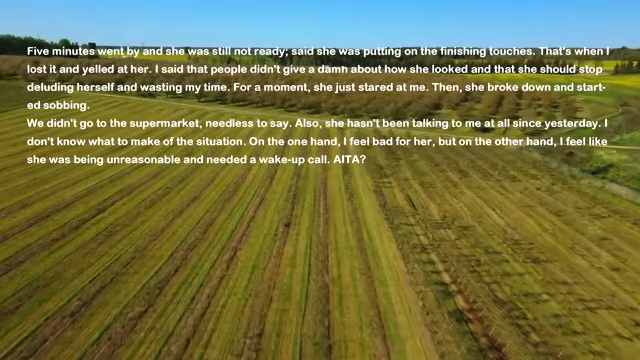 Five minutes went by and she was still not ready; said she was putting on the finishing touches. That's when I
lost it and yelled at her. I said that people didn't give a damn about how she looked and that she should stop
deluding herself and wasting my time. For a moment, she just stared at me. Then, she broke down and start-
ed sobbing.
We didn't go to the supermarket, needless to say. Also, she hasn't been talking to me at all since yesterday. I
don't know what to make of the situation. On the one hand, I feel bad for her, but on the other hand, I feel like
she was being unreasonable and needed a wake-up call. AITA?